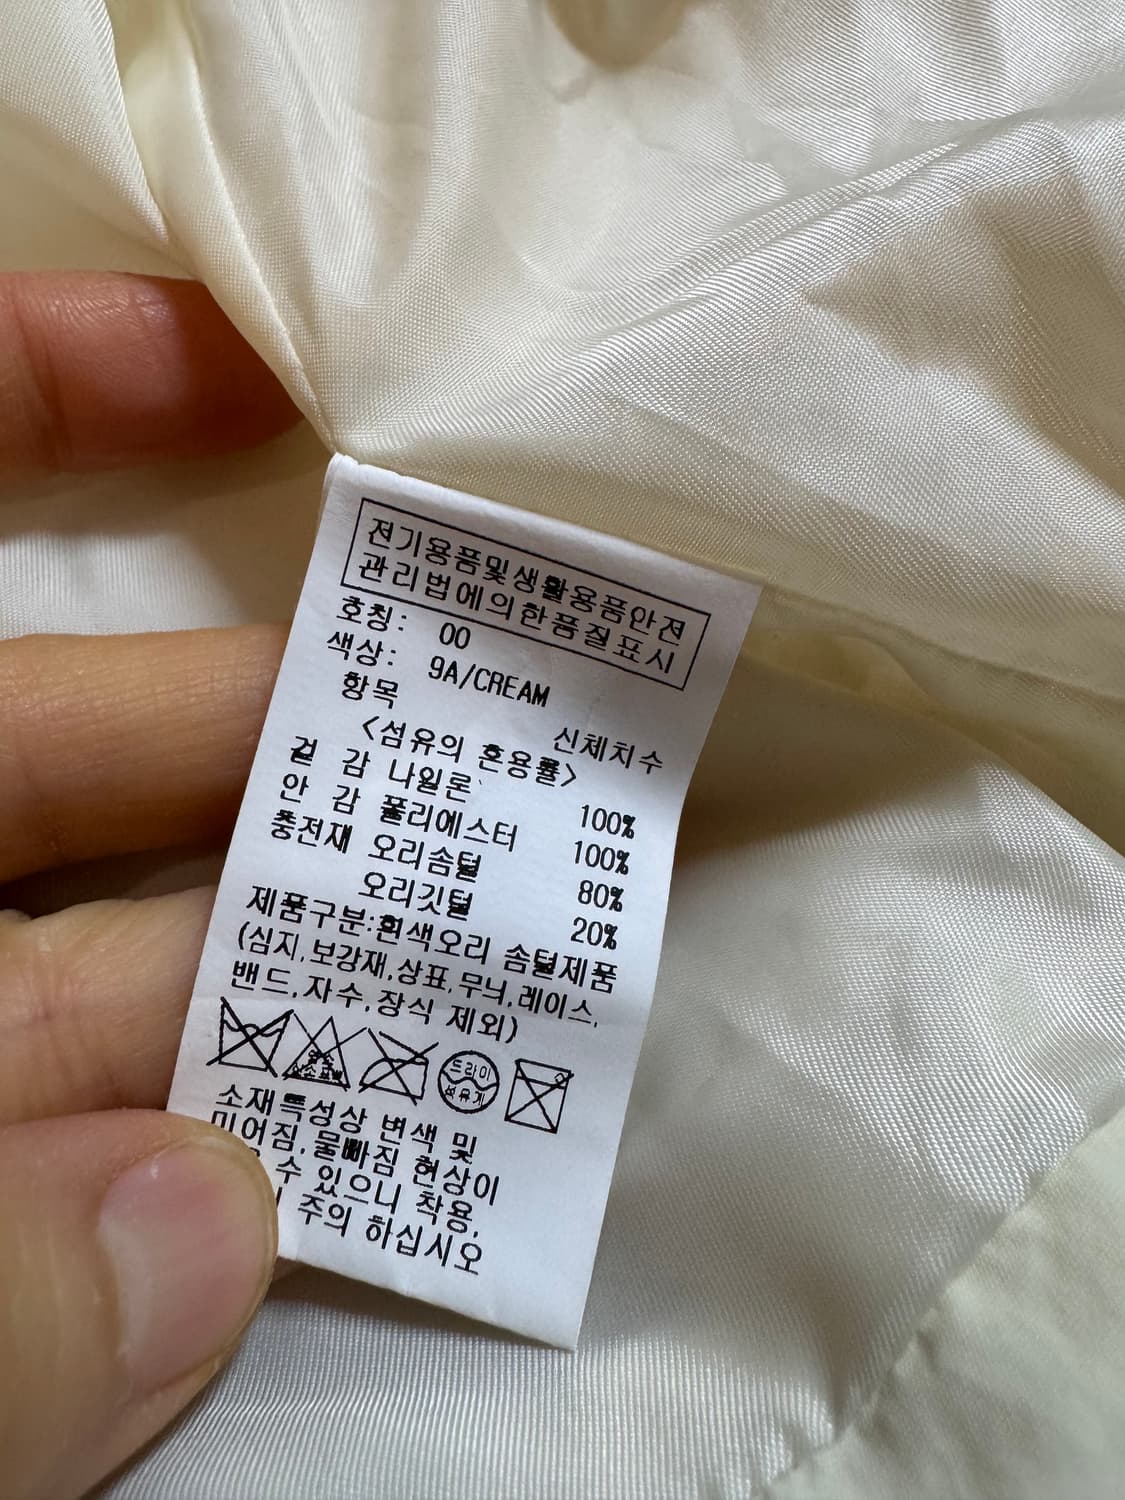 전기용품및생활용품안전
관리법에의한품질표시
호칭: 00
색상: 9A/CREAM
항목 신체치수
<섬유의 혼용률>
겉 감 나일론 100%
안 감 폴리에스터 100%
충전재 오리솜털 80%
오리깃털 20%
제품구분:흰색오리 솜털제품
(심지,보강재,상표,무늬,레이스,
밴드,자수,장식 제외)
염소 드라이
산소표백 석유계
소재특성상 변색 및
미어짐,물빠짐 현상이
수 있으니 착용,
주의 하십시오